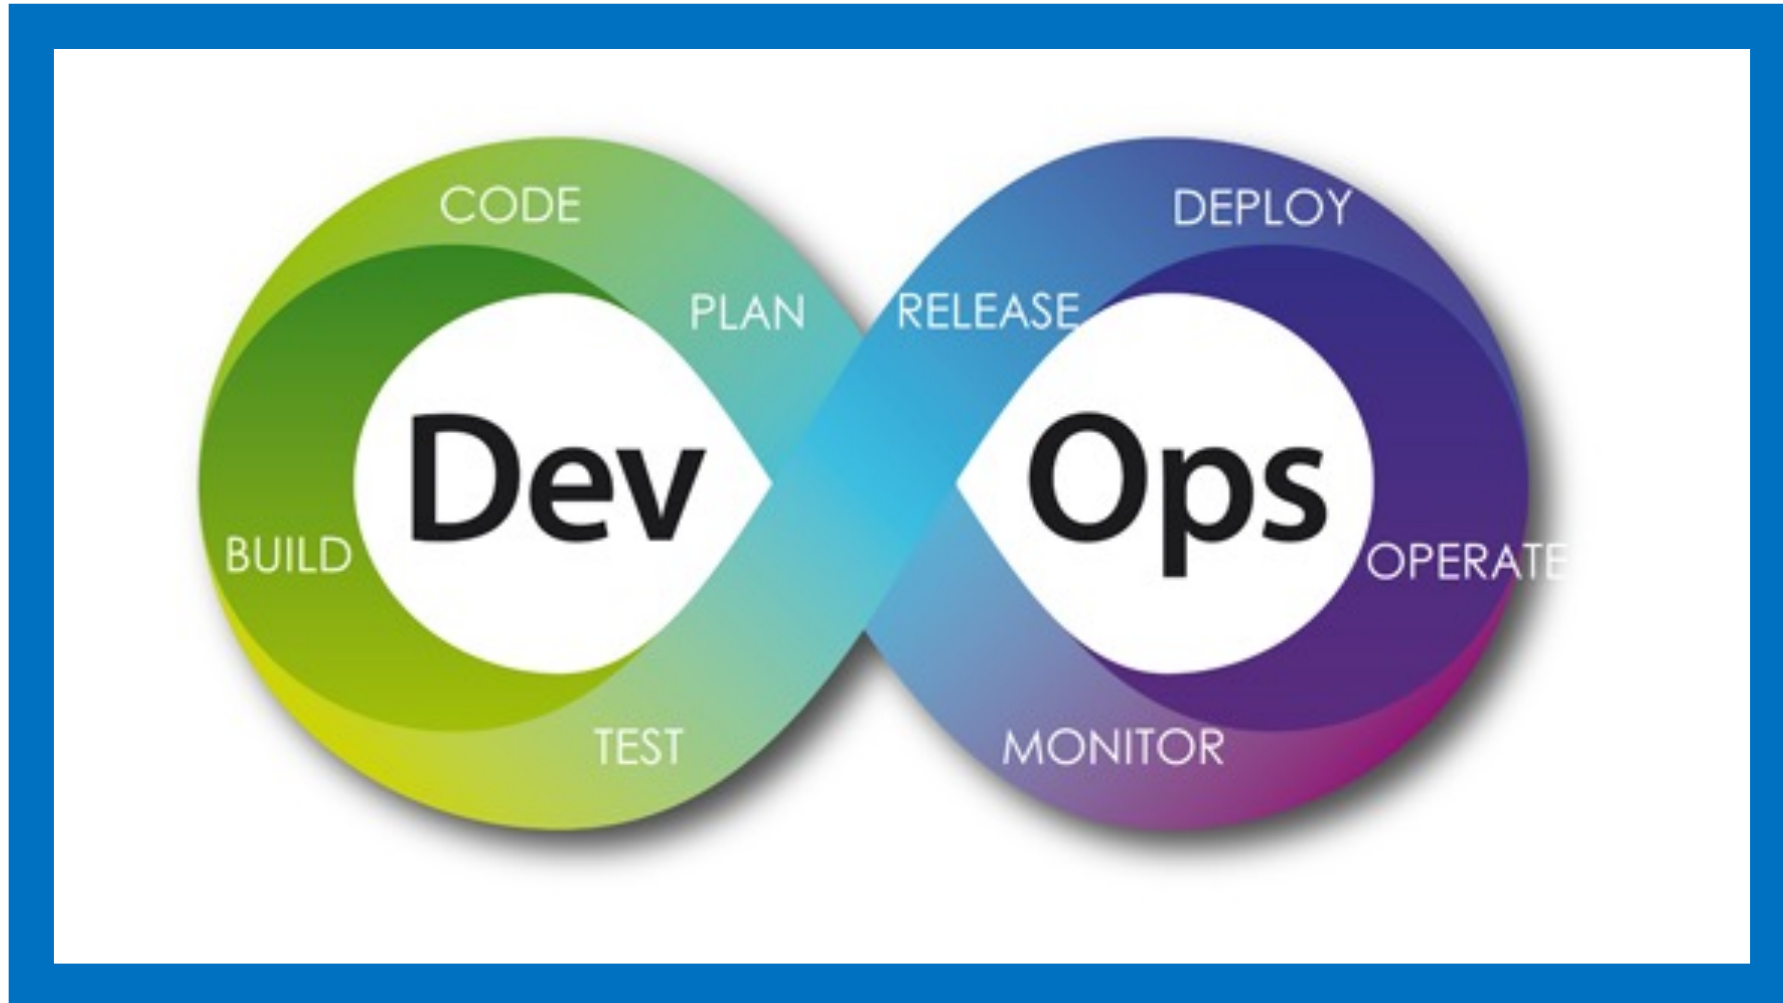 CODE
DEPLOY
PLAN
RELEASE
Dev
Ops
BUILD
OPERATE
TEST
MONITOR